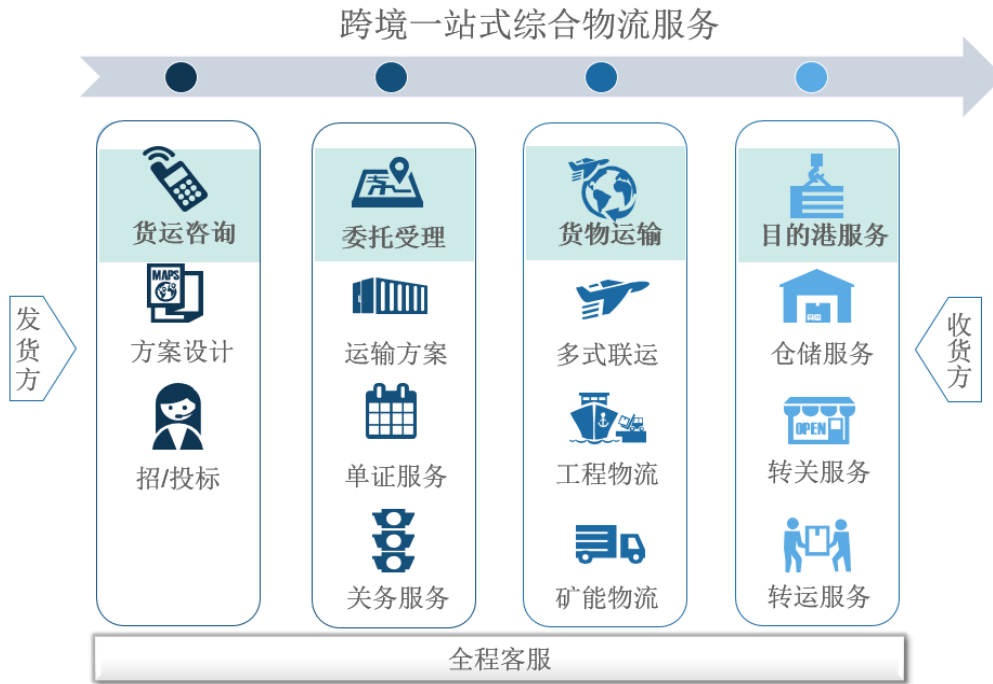 跨境一站式综合物流服务
发货方
货运咨询
MAPS
方案设计
招/投标
委托受理
运输方案
单证服务
关务服务
货物运输
多式联运
工程物流
矿能物流
目的港服务
仓储服务
OPEN
转关服务
转运服务
收货方
全程客服